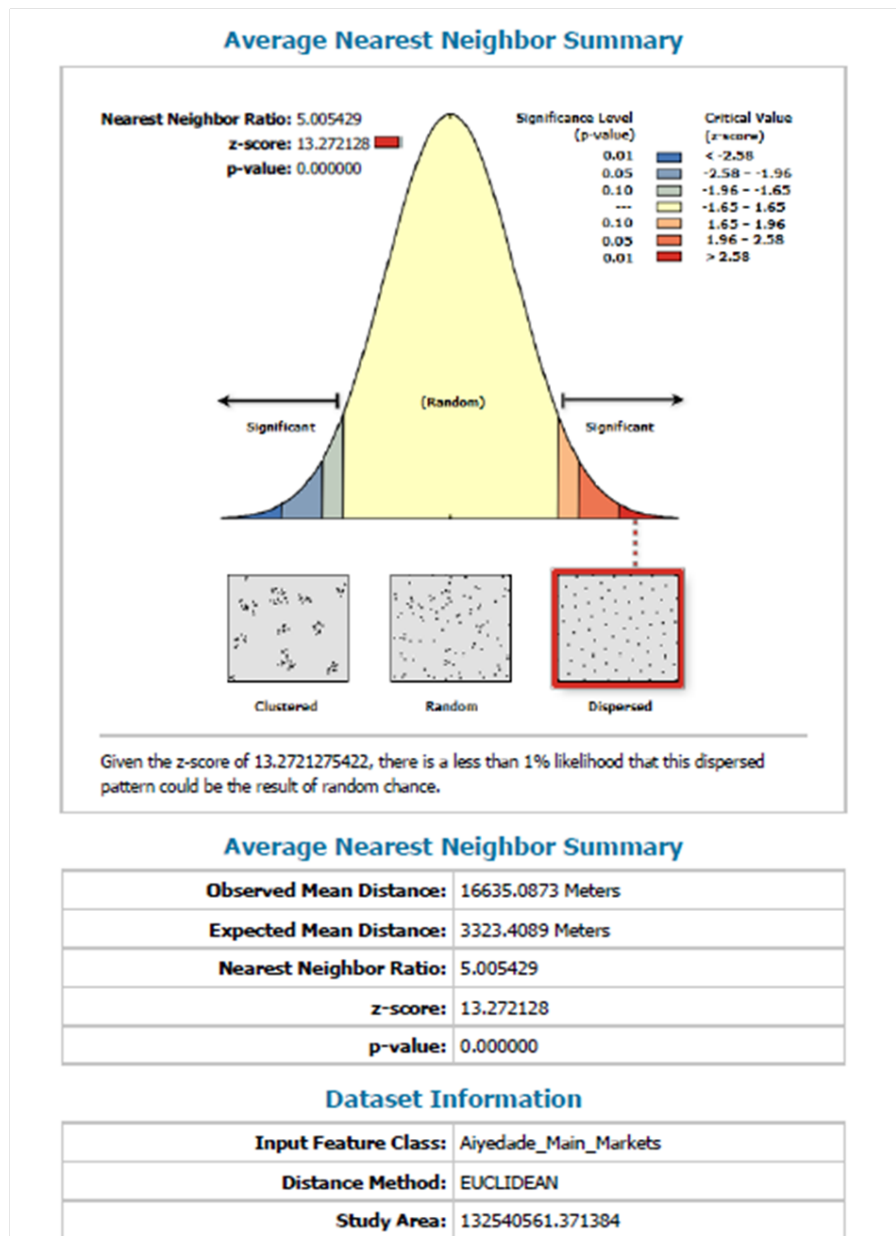 Average Nearest Neighbor Summary
Nearest Neighbor Ratio: 5.005429
z-score: 13.272128
p-value: 0.000000
Significance Level
(p-value)
Critical Value
(z-score)
0.01 < -2.58
0.05 -2.58 – -1.96
0.10 -1.96 – -1.65
--- -1.65 – 1.65
0.10 1.65 – 1.96
0.05 1.96 – 2.58
0.01 > 2.58
(Random)
Significant
Significant
Clustered
Random
Dispersed
Given the z-score of 13.2721275422, there is a less than 1% likelihood that this dispersed
pattern could be the result of random chance.
Average Nearest Neighbor Summary
Observed Mean Distance: 16635.0873 Meters
Expected Mean Distance: 3323.4089 Meters
Nearest Neighbor Ratio: 5.005429
z-score: 13.272128
p-value: 0.000000
Dataset Information
Input Feature Class: Aiyedade_Main_Markets
Distance Method: EUCLIDEAN
Study Area: 132540561.371384